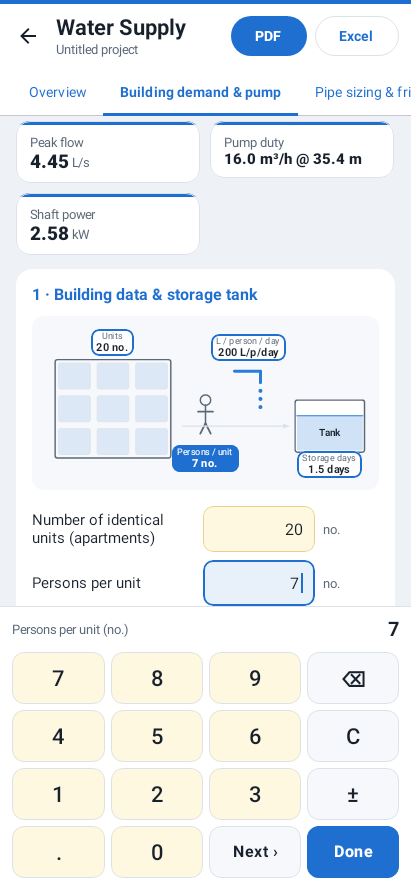 Water Supply
Untitled project
PDF
Excel
Overview
Building demand & pump
Pipe sizing & fri
Peak flow
4.45 L/s
Pump duty
16.0 m³/h @ 35.4 m
Shaft power
2.58 kW
1 · Building data & storage tank
Units
20 no.
L / person / day
200 L/p/day
Tank
Persons / unit
7 no.
Storage days
1.5 days
Number of identical
units (apartments)
20 no.
Persons per unit
7 no.
Persons per unit (no.)
7
7 8 9
4 5 6 C
1 2 3 ±
. 0 Next › Done